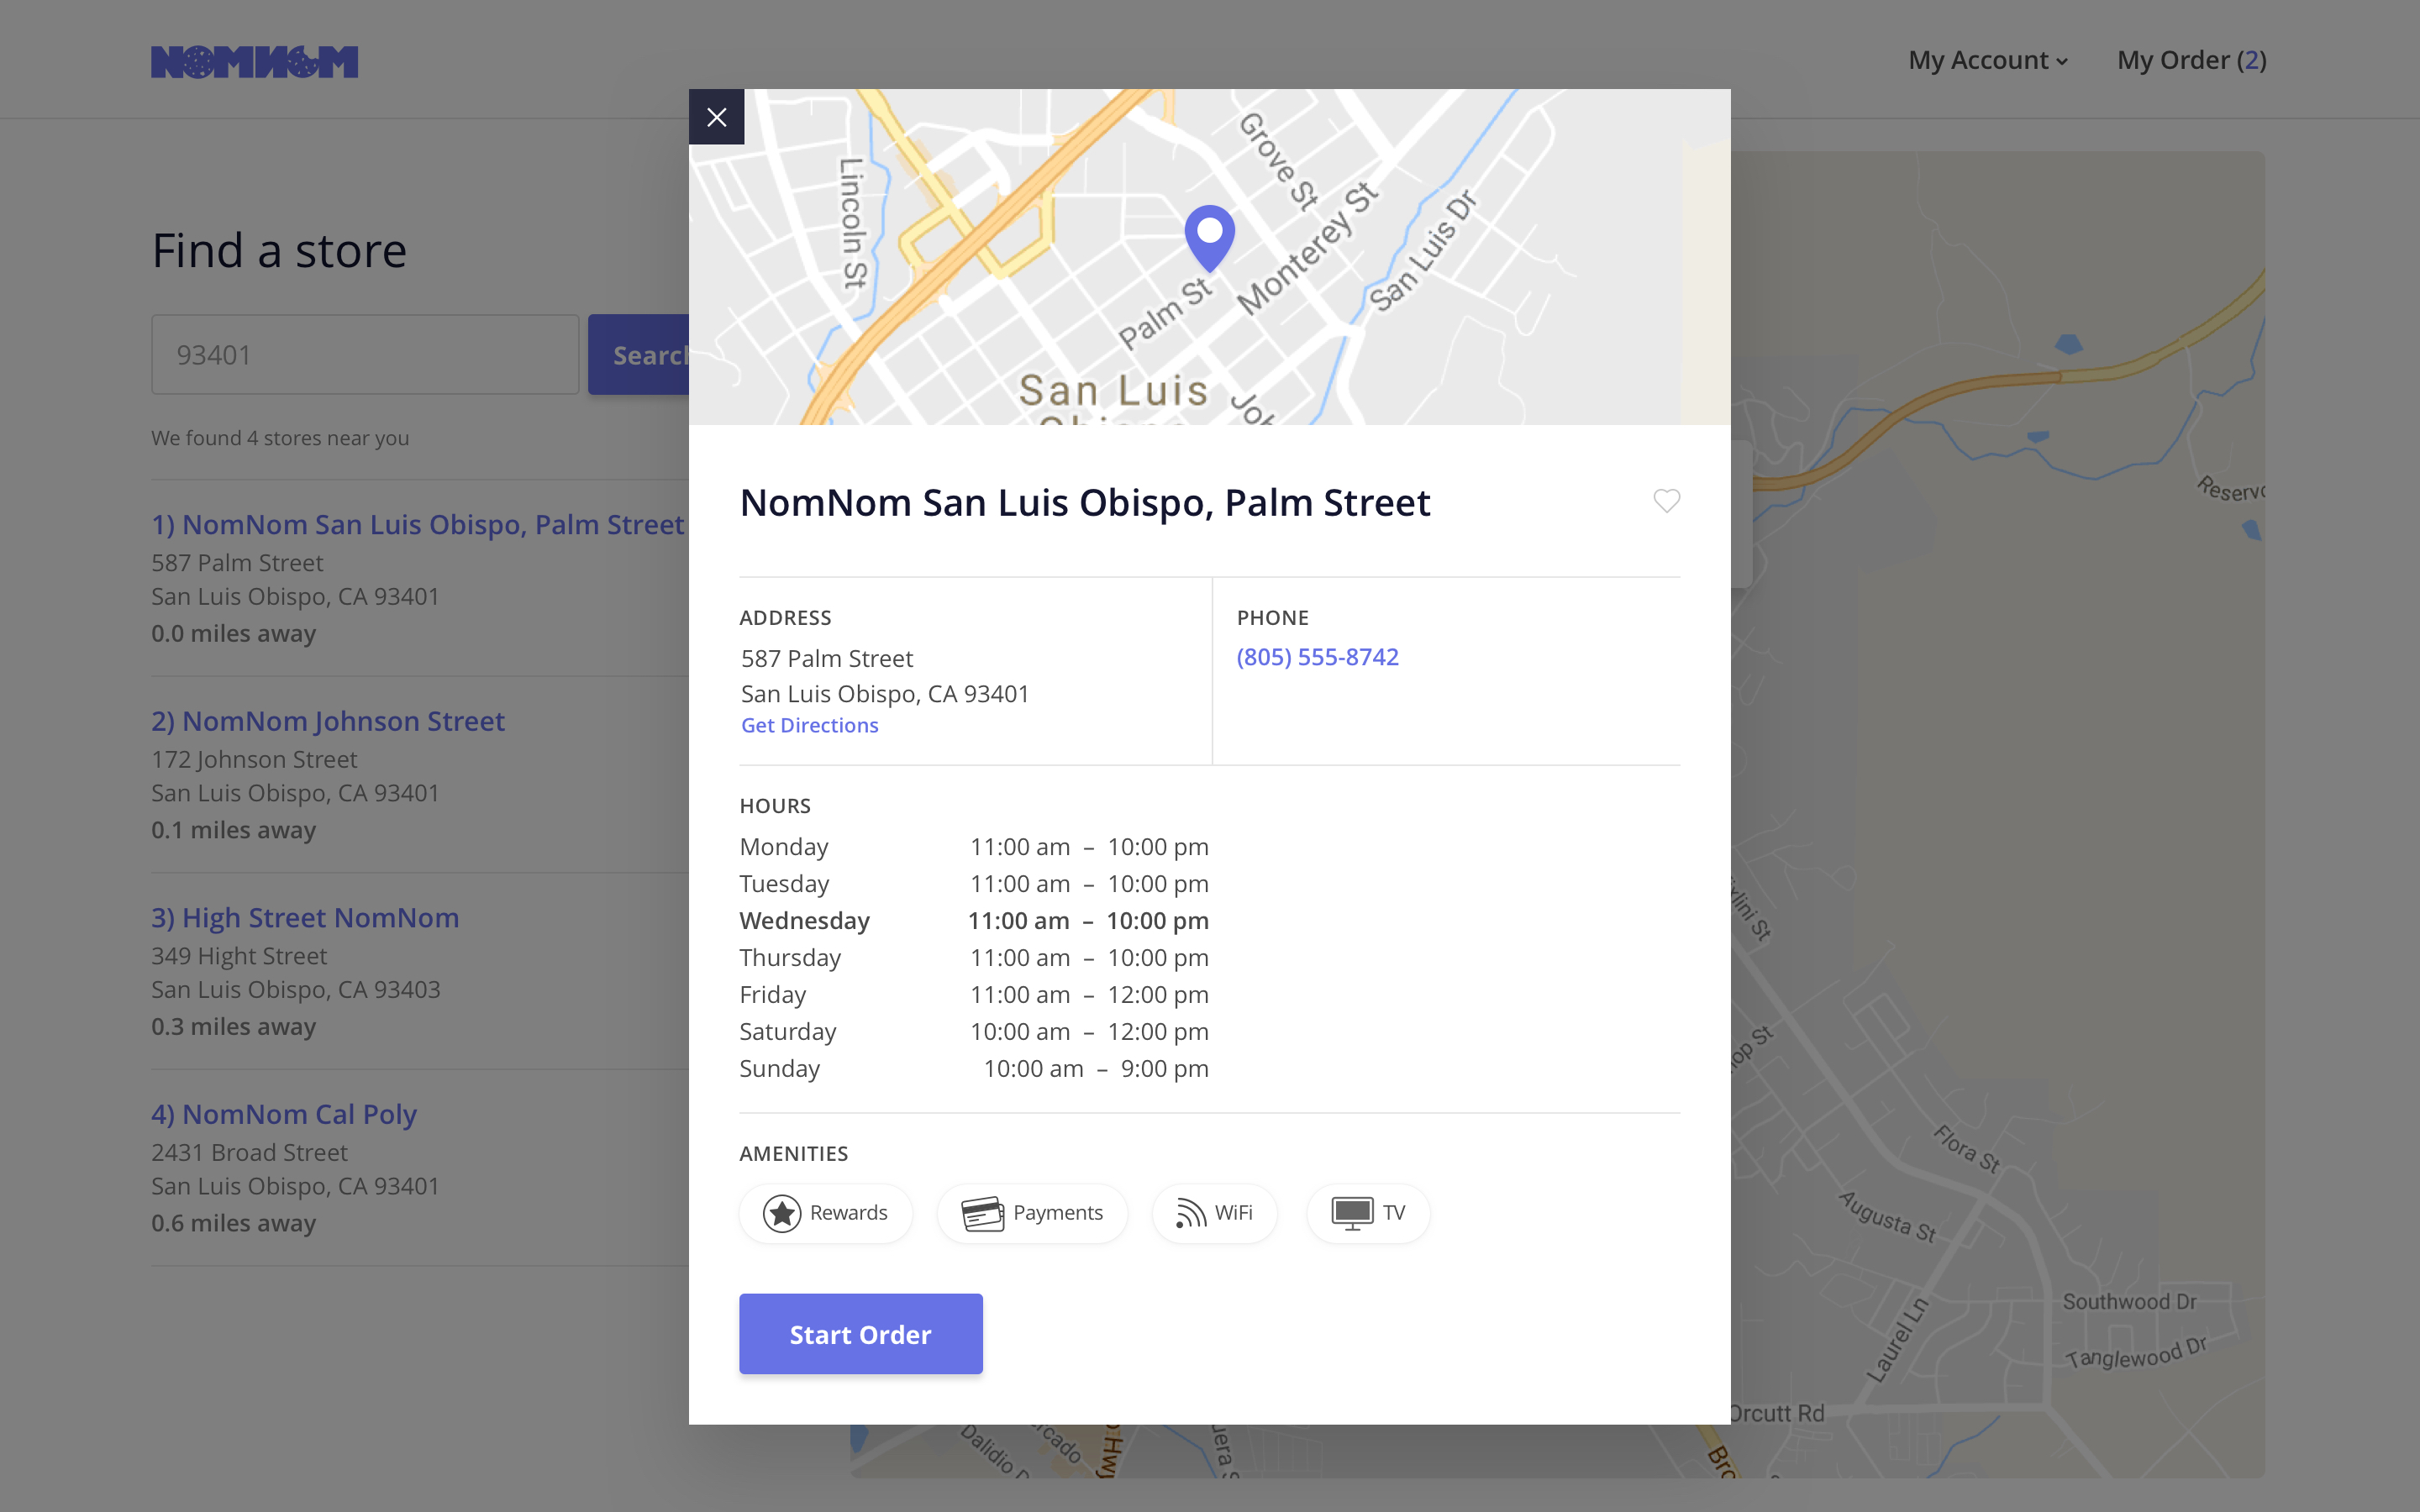 NOMNOM
My Account
My Order (2)
Find a store
93401
Search
We found 4 stores near you
1) NomNom San Luis Obispo, Palm Street
587 Palm Street
San Luis Obispo, CA 93401
0.0 miles away
2) NomNom Johnson Street
172 Johnson Street
San Luis Obispo, CA 93401
0.1 miles away
3) High Street NomNom
349 Hight Street
San Luis Obispo, CA 93403
0.3 miles away
4) NomNom Cal Poly
2431 Broad Street
San Luis Obispo, CA 93401
0.6 miles away
Lincoln St
Grove St
Monterey St
San Luis Dr
Palm St
San Luis
Obispo
NomNom San Luis Obispo, Palm Street
ADDRESS
587 Palm Street
San Luis Obispo, CA 93401
Get Directions
PHONE
(805) 555-8742
HOURS
Monday 11:00 am – 10:00 pm
Tuesday 11:00 am – 10:00 pm
Wednesday 11:00 am – 10:00 pm
Thursday 11:00 am – 10:00 pm
Friday 11:00 am – 12:00 pm
Saturday 10:00 am – 12:00 pm
Sunday 10:00 am – 9:00 pm
AMENITIES
Rewards
Payments
WiFi
TV
Start Order
Flora St
Augusta St
Southwood Dr
Laurel Ln
Tanglewood Dr
Orcutt Rd
Dalidio
Hwy